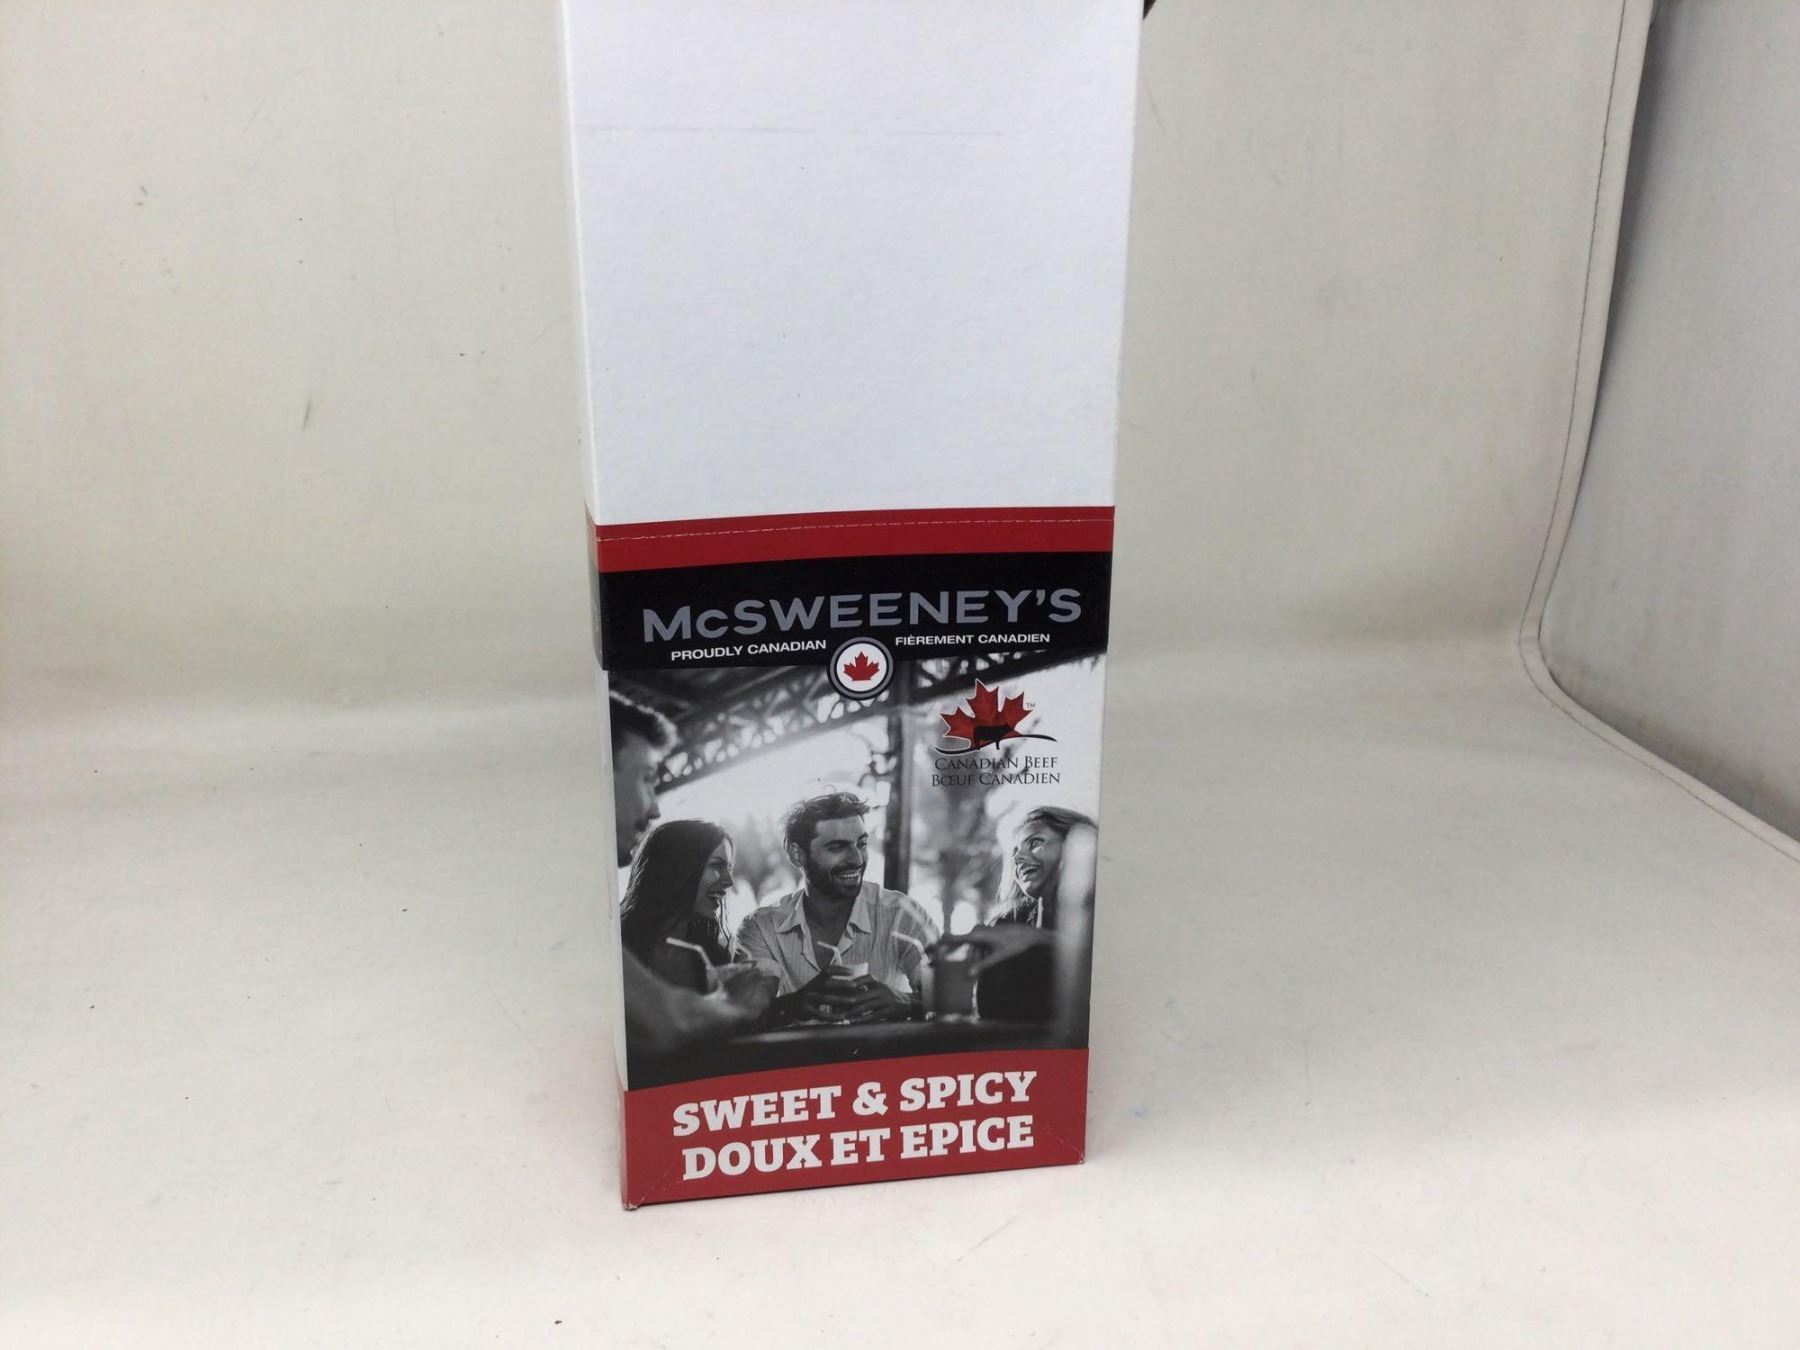 McSWEENEY'S
PROUDLY CANADIAN FIÈREMENT CANADIEN
TM
CANADIAN BEEF
BŒUF CANADIEN
SWEET & SPICY
DOUX ET EPICE